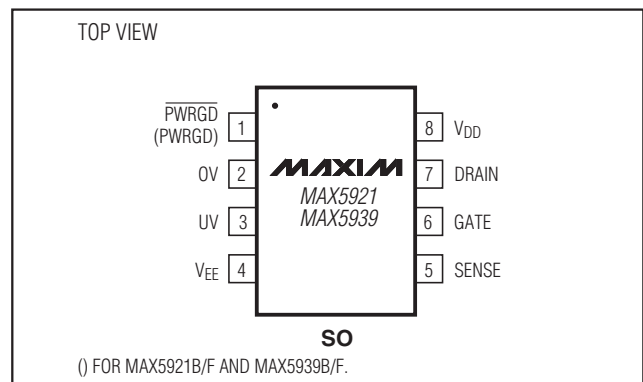 TOP VIEW
PWRGD
(PWRGD) 1
OV 2
UV 3
VEE 4
MAXIM
MAX5921
MAX5939
8 VDD
7 DRAIN
6 GATE
5 SENSE
SO
() FOR MAX5921B/F AND MAX5939B/F.